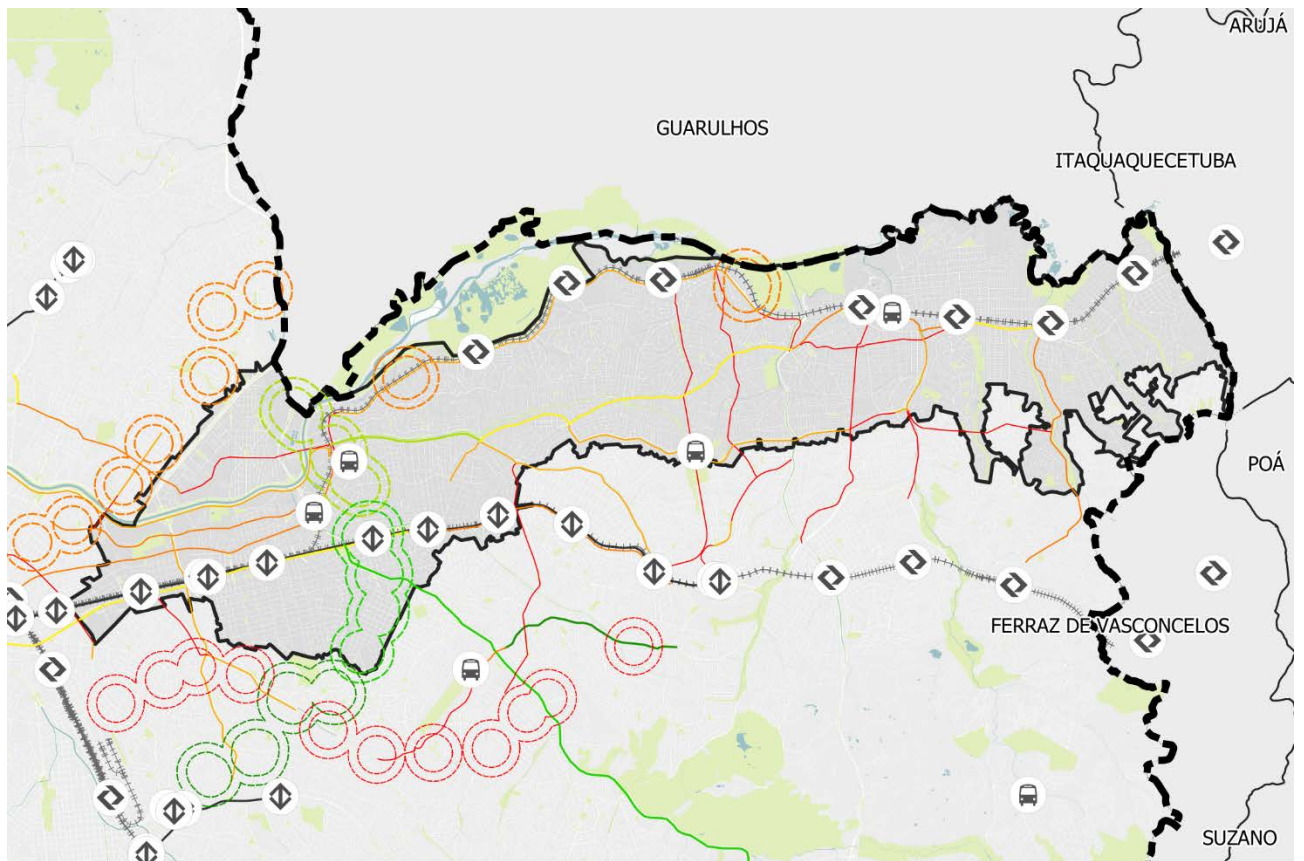 ARUJÁ
GUARULHOS
ITAQUAQUECETUBA
POÁ
FERRAZ DE VASCONCELOS
SUZANO